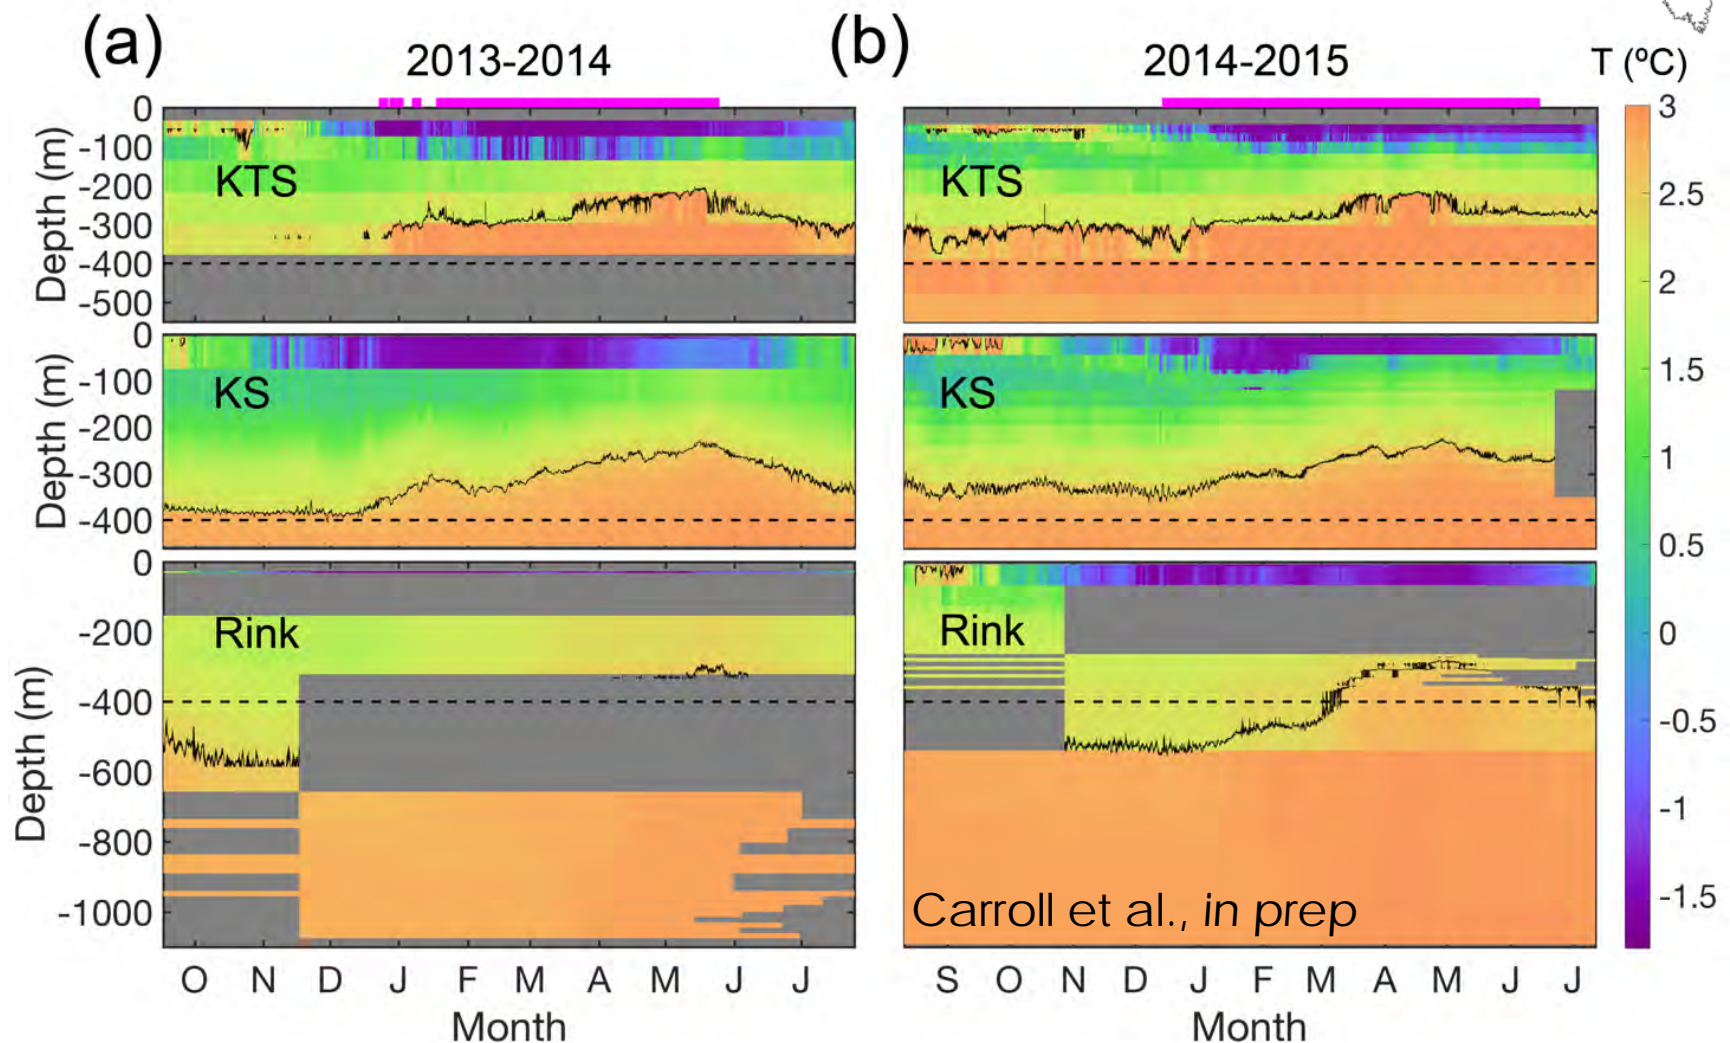 (a)
2013-2014
(b)
2014-2015
T (ºC)
0
-100
-200
-300
-400
-500
Depth (m)
KTS
KTS
3
2.5
2
1.5
1
0.5
0
-0.5
-1
-1.5
0
-100
-200
-300
-400
Depth (m)
KS
KS
0
-200
-400
-600
-800
-1000
Depth (m)
Rink
Rink
Carroll et al., in prep
O N D J F M A M J J
Month
S O N D J F M A M J J
Month